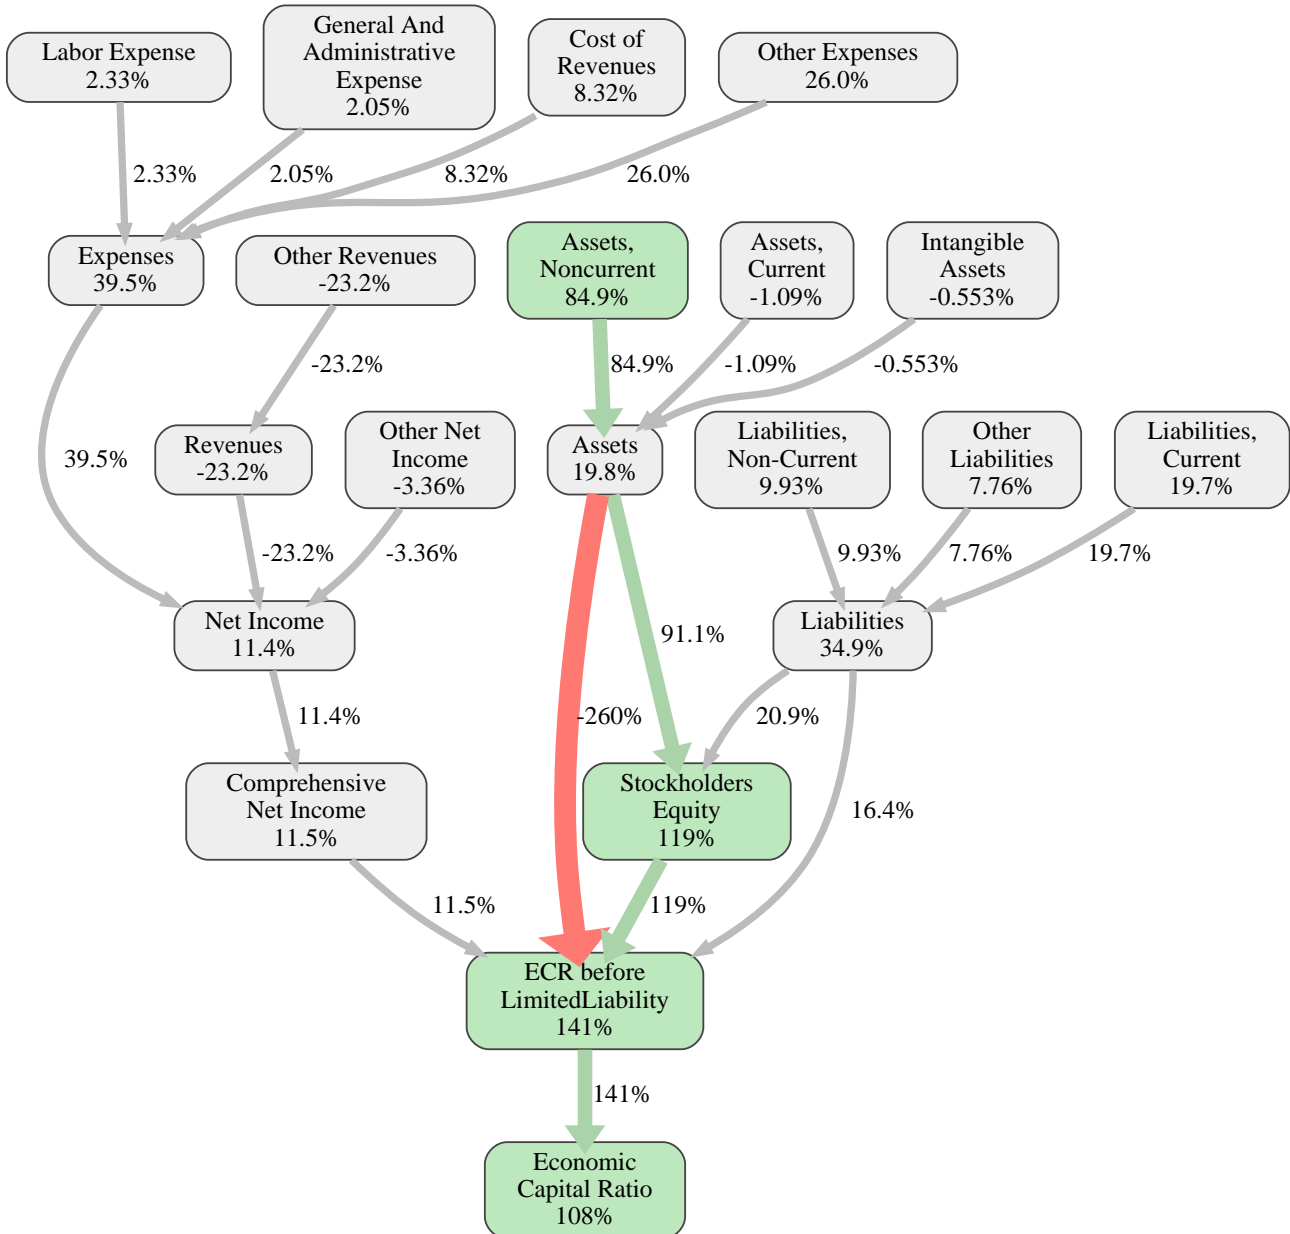 Labor Expense
2.33%
General And
Administrative
Expense
2.05%
Cost of
Revenues
8.32%
Other Expenses
26.0%
2.33%
2.05%
8.32%
26.0%
Expenses
39.5%
Other Revenues
-23.2%
Assets,
Noncurrent
84.9%
Assets,
Current
-1.09%
Intangible
Assets
-0.553%
-23.2%
84.9%
-1.09%
-0.553%
39.5%
Revenues
-23.2%
Other Net
Income
-3.36%
Assets
19.8%
Liabilities,
Non-Current
9.93%
Other
Liabilities
7.76%
Liabilities,
Current
19.7%
-23.2%
-3.36%
9.93%
7.76%
19.7%
Net Income
11.4%
91.1%
Liabilities
34.9%
11.4%
-260%
20.9%
Comprehensive
Net Income
11.5%
Stockholders
Equity
119%
16.4%
11.5%
119%
ECR before
LimitedLiability
141%
141%
Economic
Capital Ratio
108%